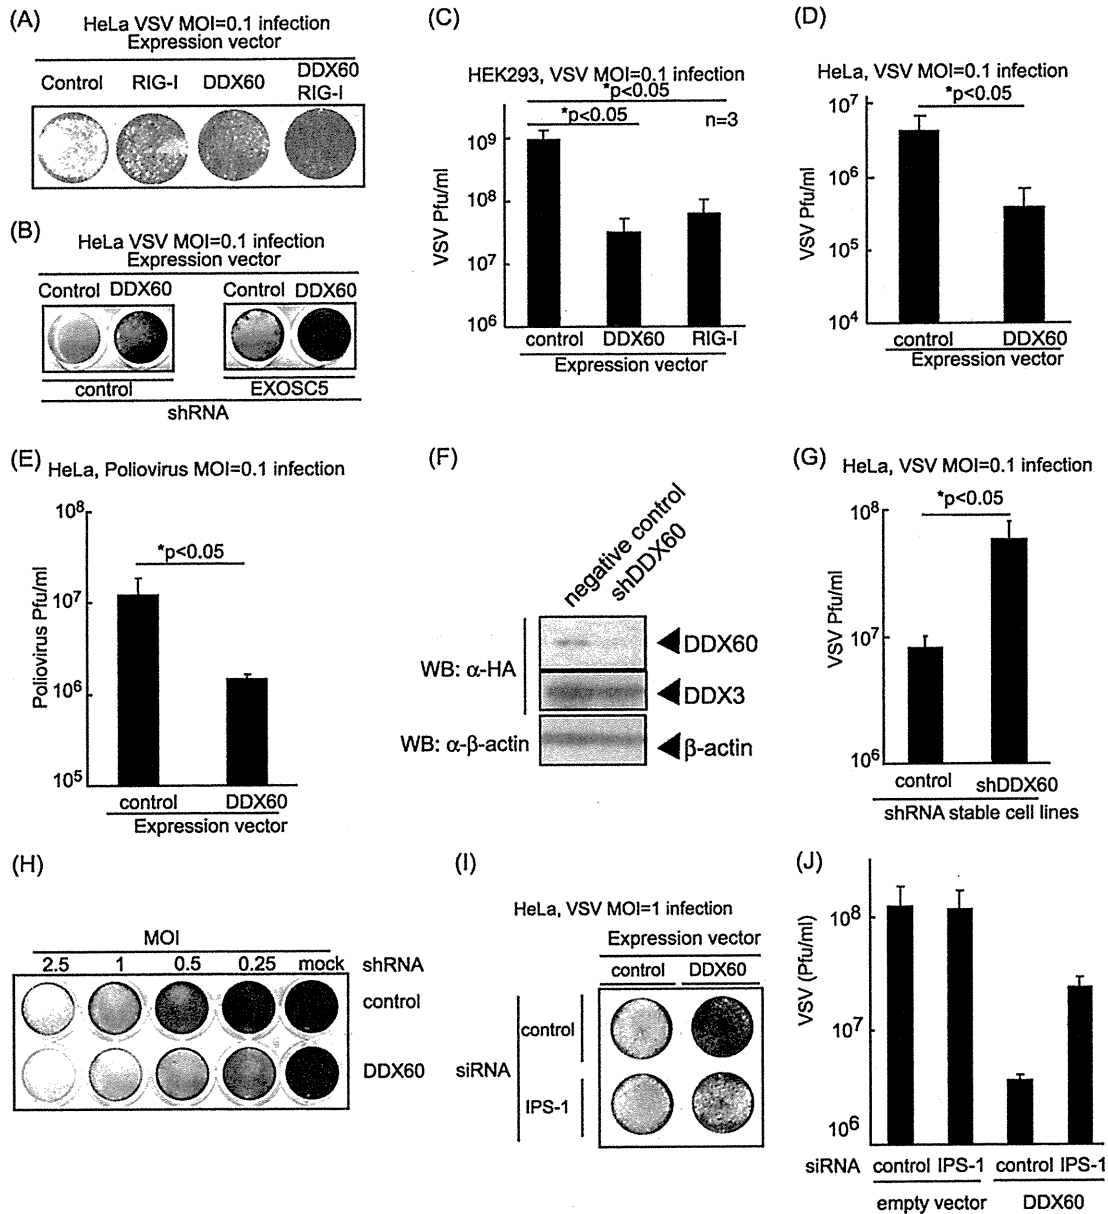 (A)
HeLa VSV MOI=0.1 infection
Expression vector
Control RIG-I DDX60 DDX60 RIG-I
(B)
HeLa VSV MOI=0.1 infection
Expression vector
Control DDX60 Control DDX60
control EXOSC5
shRNA
(C)
HEK293, VSV MOI=0.1 infection
*p<0.05
*p<0.05
n=3
VSV Pfu/ml
10⁹
10⁸
10⁷
10⁶
control DDX60 RIG-I
Expression vector
(D)
HeLa, VSV MOI=0.1 infection
*p<0.05
VSV Pfu/ml
10⁷
10⁶
10⁵
10⁴
control DDX60
Expression vector
(E)
HeLa, Poliovirus MOI=0.1 infection
*p<0.05
Poliovirus Pfu/ml
10⁸
10⁷
10⁶
10⁵
control DDX60
Expression vector
(F)
negative control
shDDX60
WB: α-HA
DDX60
DDX3
WB: α-β-actin
β-actin
(G)
HeLa, VSV MOI=0.1 infection
*p<0.05
VSV Pfu/ml
10⁸
10⁷
10⁶
control shDDX60
shRNA stable cell lines
(H)
MOI
2.5 1 0.5 0.25 mock shRNA
control
DDX60
(I)
HeLa, VSV MOI=1 infection
Expression vector
control DDX60
control
siRNA
IPS-1
(J)
VSV (Pfu/ml)
10⁸
10⁷
10⁶
siRNA control IPS-1 control IPS-1
empty vector DDX60